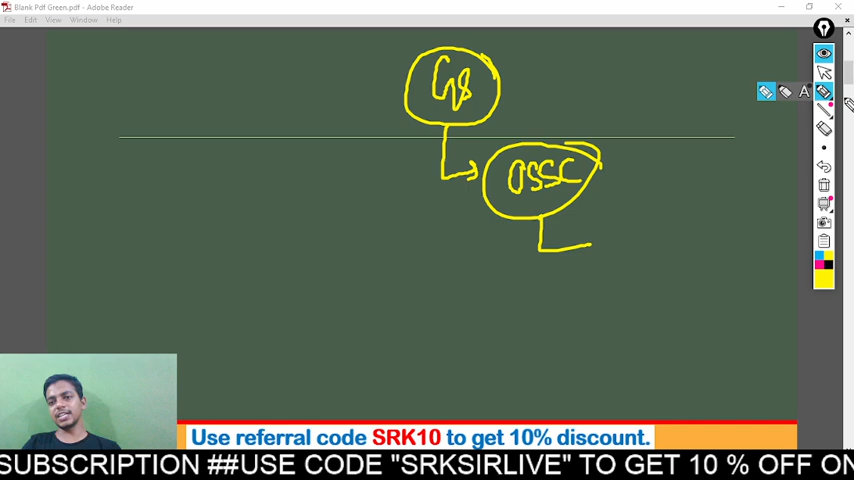 Blank Pdf Green.pdf - Adobe Reader
File Edit View Window Help
A
OSSC
Use referral code SRK10 to get 10% discount.
SUBSCRIPTION ##USE CODE "SRKSIRLIVE" TO GET 10 % OFF ON